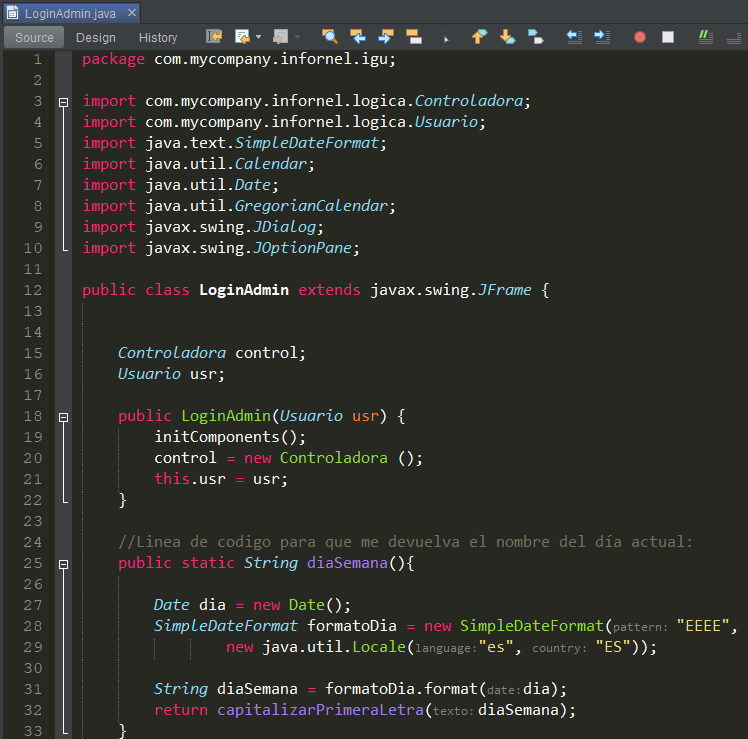 LoginAdmin.java
Source Design History
1 package com.mycompany.infornel.igu;
2
3 import com.mycompany.infornel.logica.Controladora;
4 import com.mycompany.infornel.logica.Usuario;
5 import java.text.SimpleDateFormat;
6 import java.util.Calendar;
7 import java.util.Date;
8 import java.util.GregorianCalendar;
9 import javax.swing.JDialog;
10 import javax.swing.JOptionPane;
11
12 public class LoginAdmin extends javax.swing.JFrame {
13
14
15 Controladora control;
16 Usuario usr;
17
18 public LoginAdmin(Usuario usr) {
19 initComponents();
20 control = new Controladora ();
21 this.usr = usr;
22 }
23
24 //Linea de codigo para que me devuelva el nombre del día actual:
25 public static String diaSemana(){
26
27 Date dia = new Date();
28 SimpleDateFormat formatoDia = new SimpleDateFormat(pattern: "EEEE",
29 new java.util.Locale(language:"es", country: "ES"));
30
31 String diaSemana = formatoDia.format(date:dia);
32 return capitalizarPrimeraLetra(texto:diaSemana);
33 }